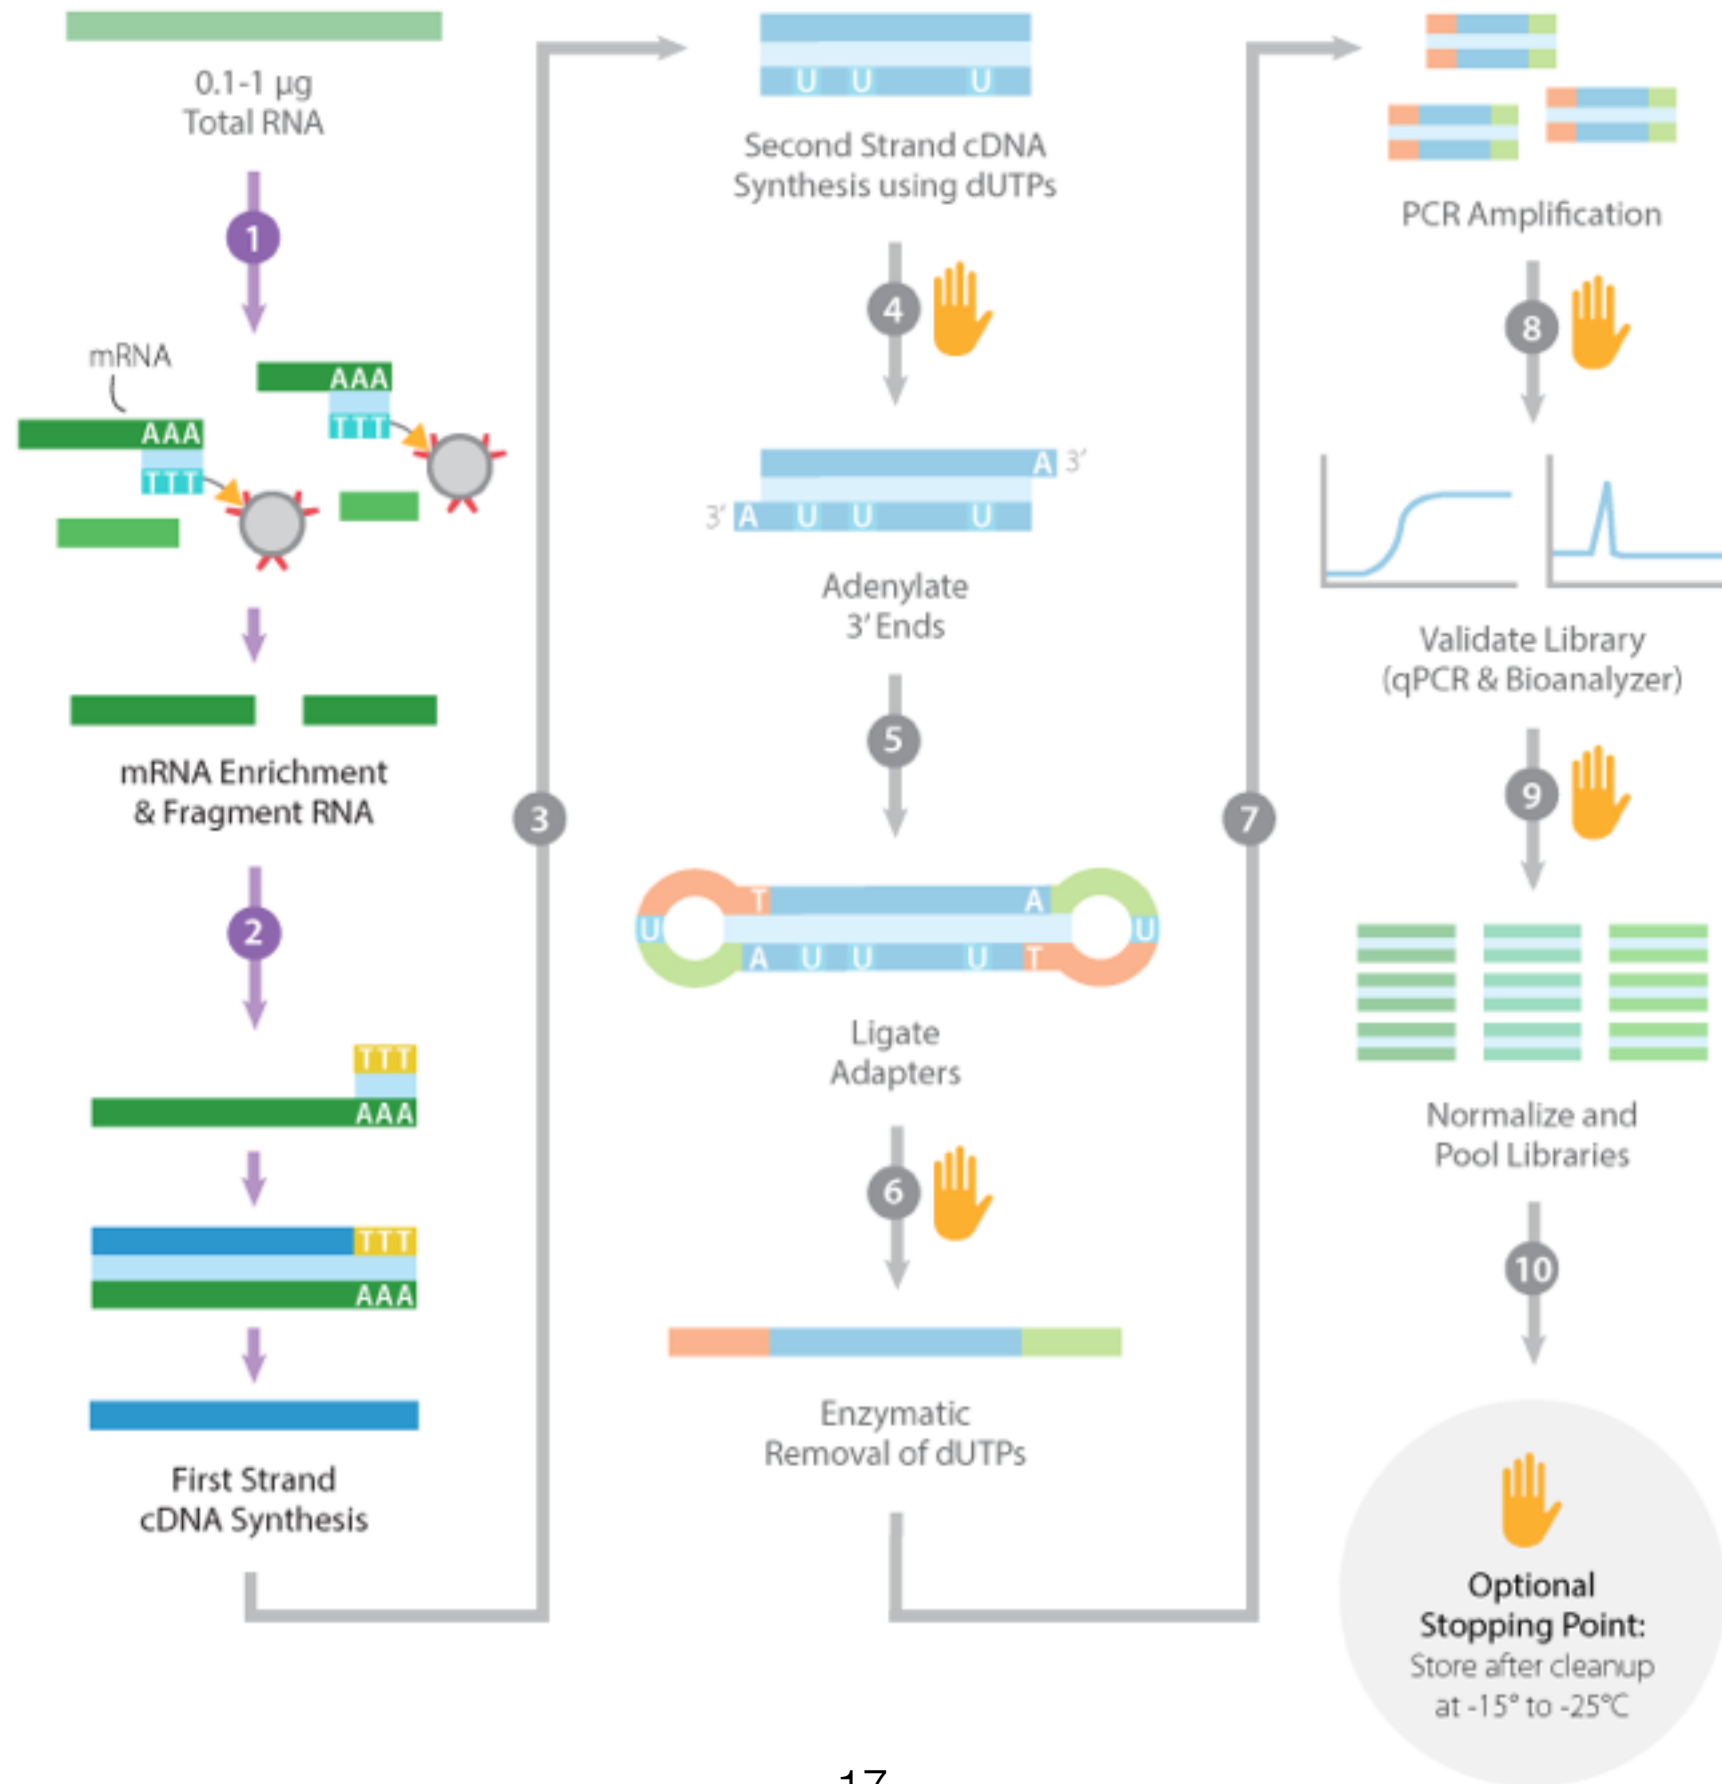 0.1-1 µg
Total RNA
1
mRNA
AAA
TTT
AAA
TTT
mRNA Enrichment
& Fragment RNA
2
TTT
AAA
TTT
AAA
First Strand
cDNA Synthesis
3
U U U
Second Strand cDNA
Synthesis using dUTPs
4
A 3′
3′ A U U U
Adenylate
3′ Ends
5
T A
U U
A U U U T
Ligate
Adapters
6
Enzymatic
Removal of dUTPs
7
PCR Amplification
8
Validate Library
(qPCR & Bioanalyzer)
9
Normalize and
Pool Libraries
10
Optional
Stopping Point:
Store after cleanup
at -15° to -25°C
17